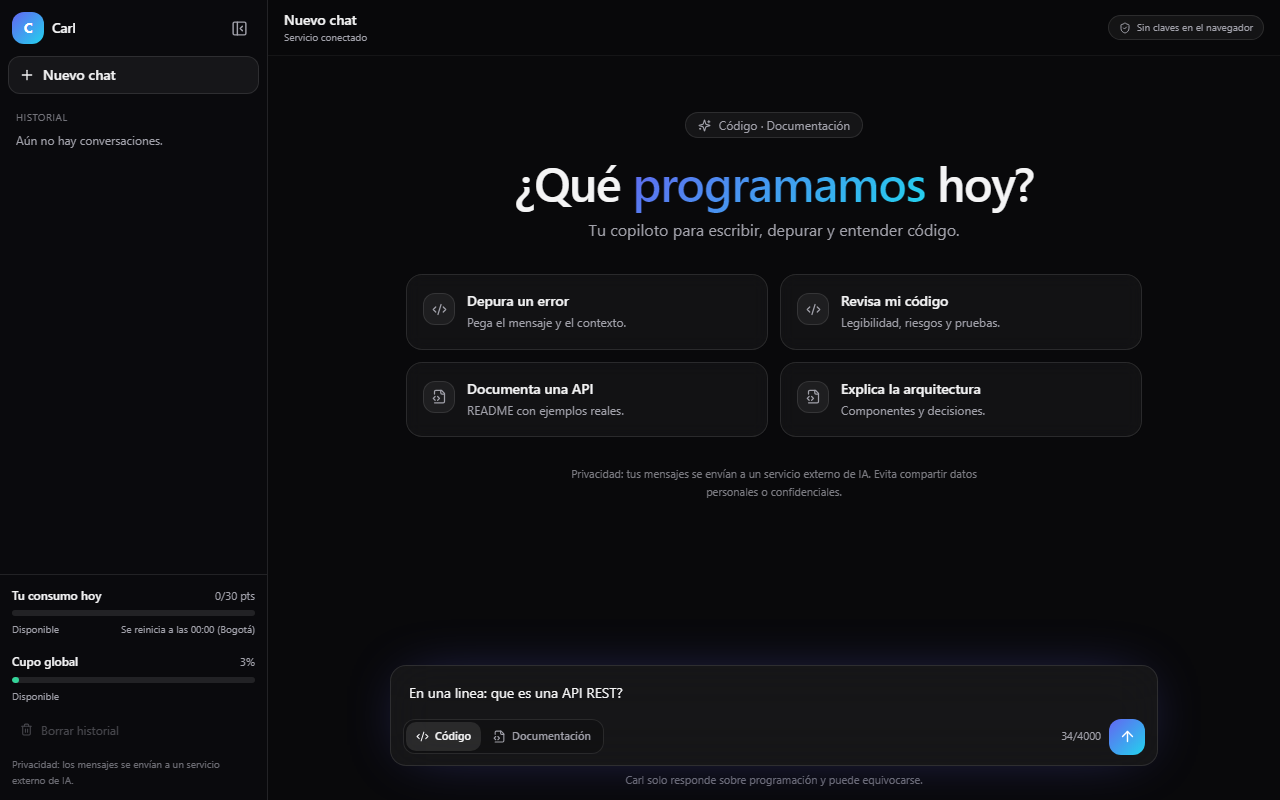 C Carl
Nuevo chat
HISTORIAL
Aún no hay conversaciones.
Tu consumo hoy 0/30 pts
Disponible Se reinicia a las 00:00 (Bogotá)
Cupo global 3%
Disponible
Borrar historial
Privacidad: los mensajes se envían a un servicio
externo de IA.
Nuevo chat
Servicio conectado
Sin claves en el navegador
Código · Documentación
¿Qué programamos hoy?
Tu copiloto para escribir, depurar y entender código.
Depura un error
Pega el mensaje y el contexto.
Revisa mi código
Legibilidad, riesgos y pruebas.
Documenta una API
README con ejemplos reales.
Explica la arquitectura
Componentes y decisiones.
Privacidad: tus mensajes se envían a un servicio externo de IA. Evita compartir datos
personales o confidenciales.
En una linea: que es una API REST?
Código Documentación 34/4000
Carl solo responde sobre programación y puede equivocarse.